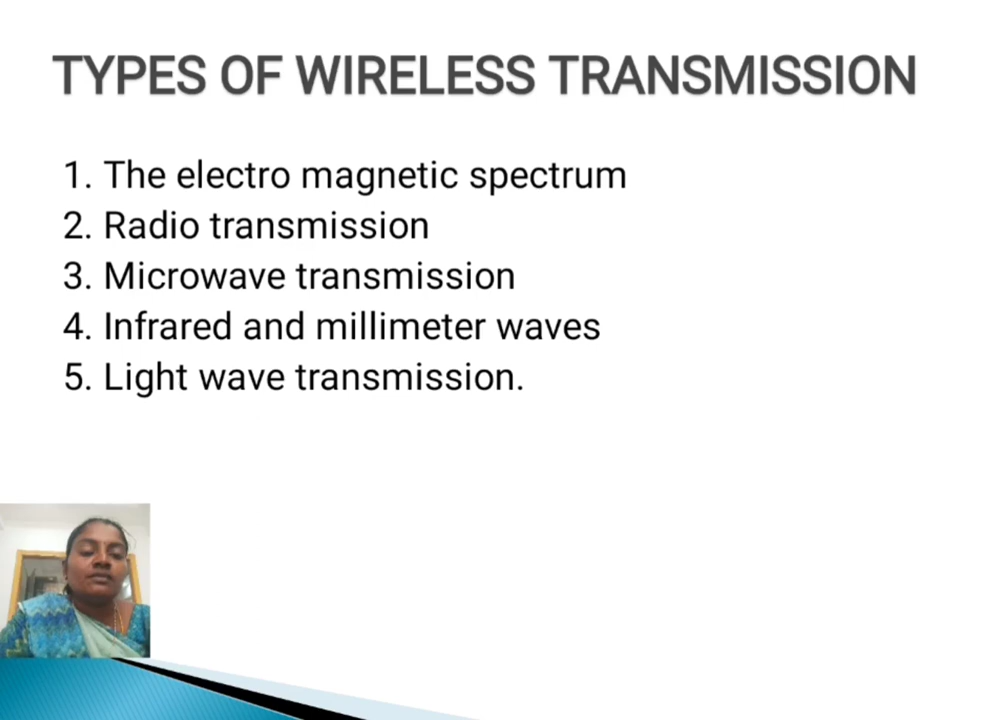 TYPES OF WIRELESS TRANSMISSION
1. The electro magnetic spectrum
2. Radio transmission
3. Microwave transmission
4. Infrared and millimeter waves
5. Light wave transmission.